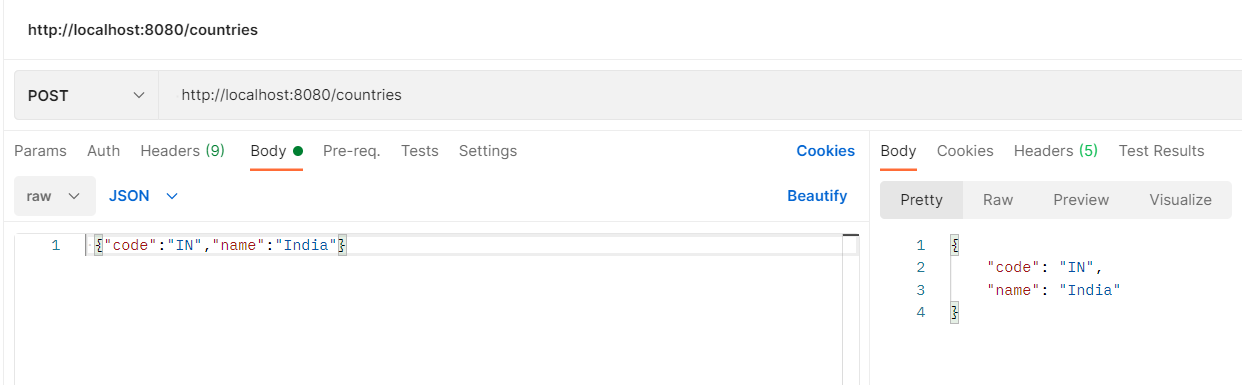 http://localhost:8080/countries
POST http://localhost:8080/countries
Params Auth Headers (9) Body Pre-req. Tests Settings Cookies
raw JSON Beautify
1 {"code":"IN","name":"India"}
Body Cookies Headers (5) Test Results
Pretty Raw Preview Visualize
1 {
2 "code": "IN",
3 "name": "India"
4 }